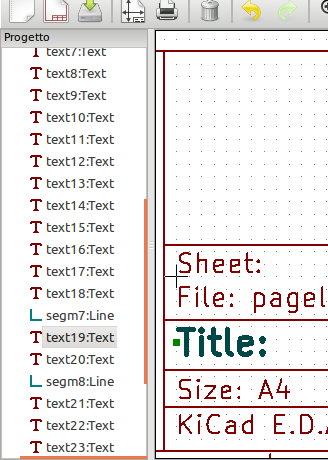 Progetto
text7:Text
text8:Text
text9:Text
text10:Text
text11:Text
text12:Text
text13:Text
text14:Text
text15:Text
text16:Text
text17:Text
text18:Text
segm7:Line
text19:Text
text20:Text
segm8:Line
text21:Text
text22:Text
text23:Text
Sheet:
File: pagel
Title:
Size: A4
KiCad E.D.A